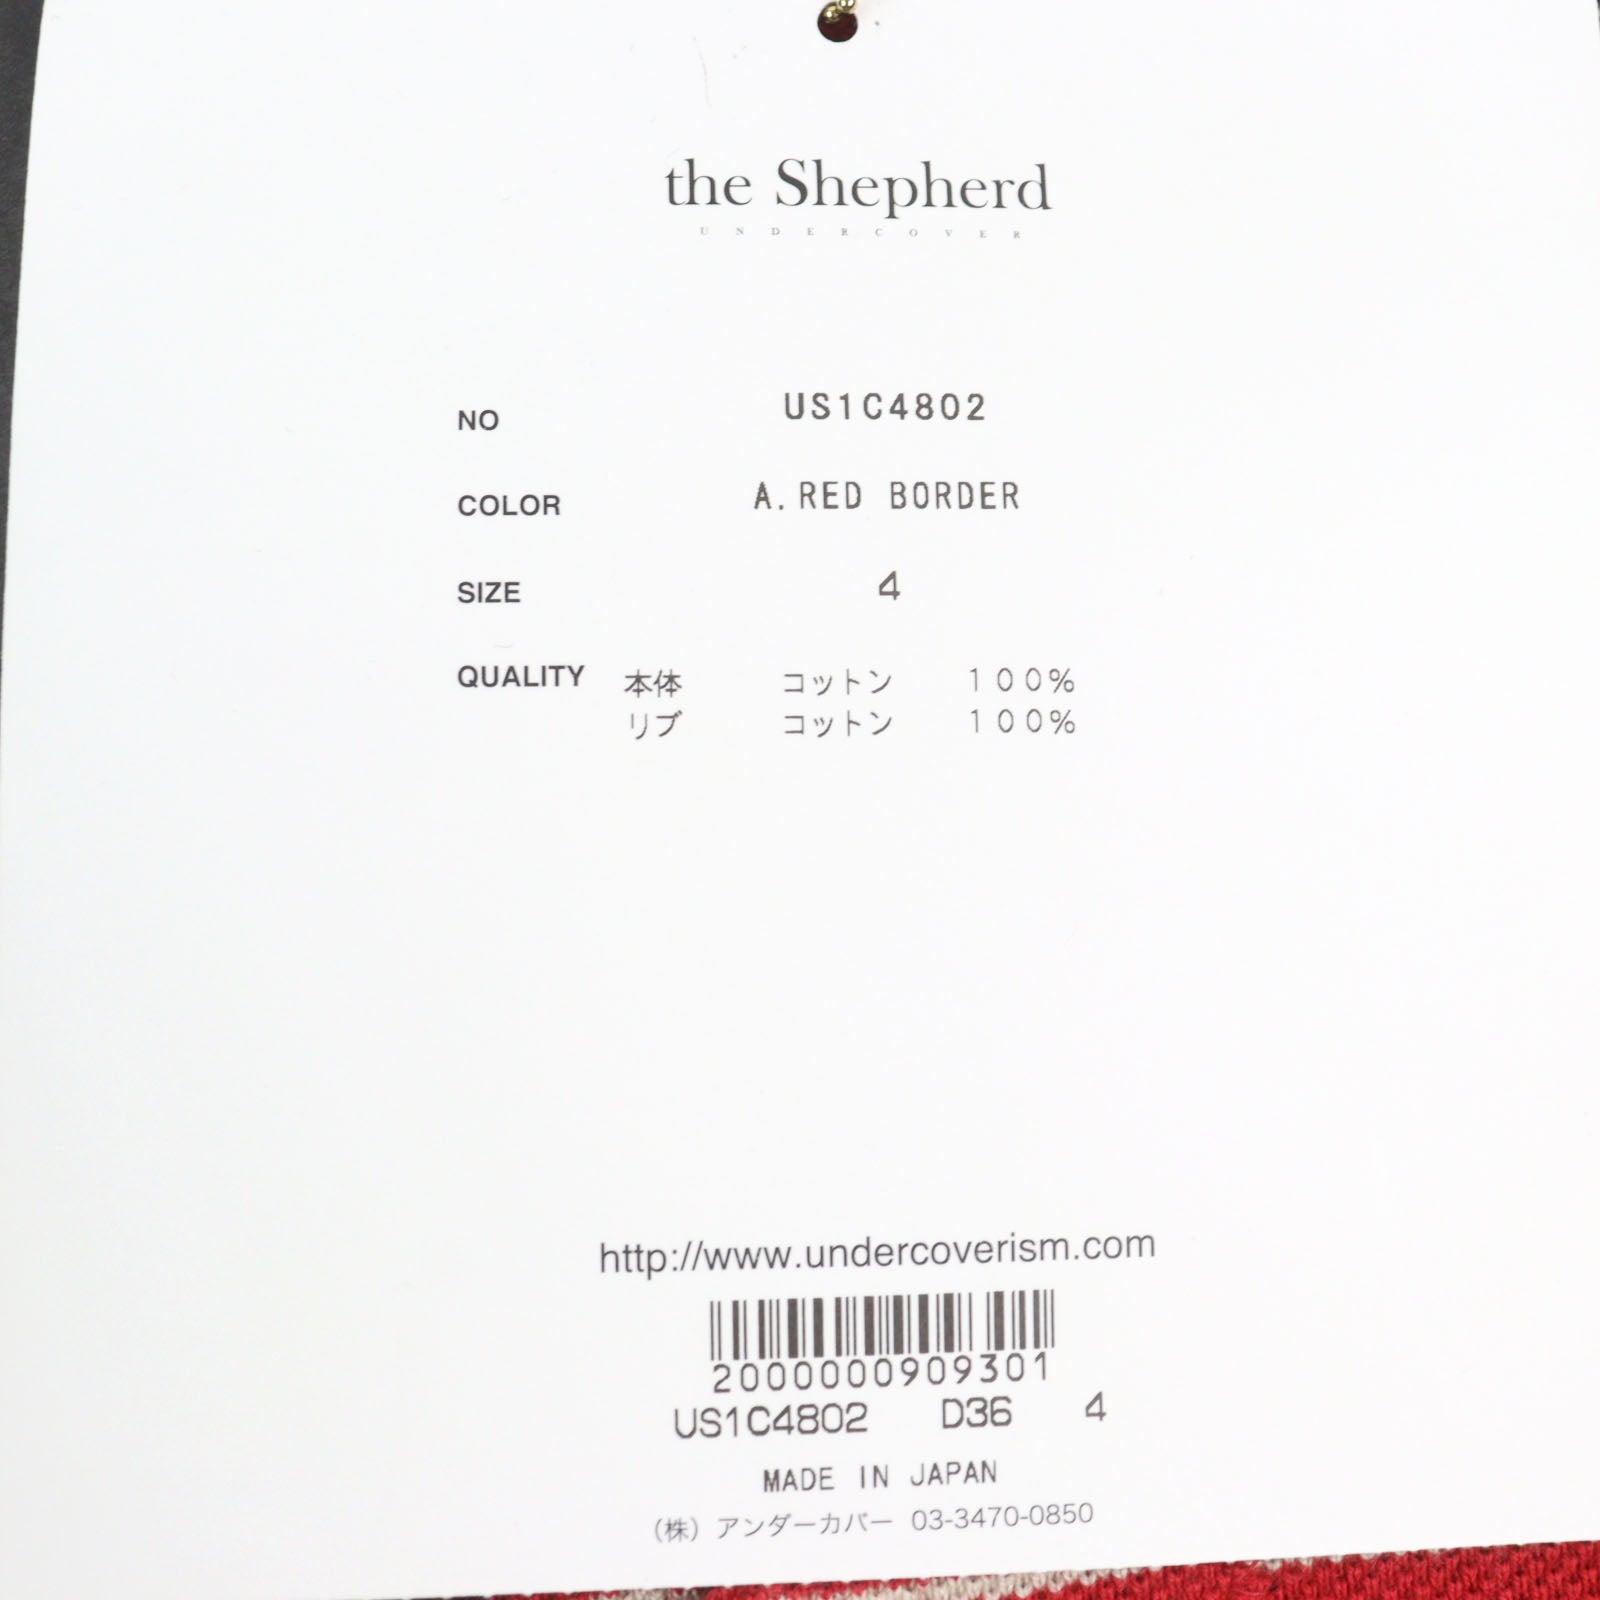 the Shepherd
UNDERCOVER
NO US1C4802
COLOR A.RED BORDER
SIZE 4
QUALITY 本体 コットン 100%
リブ コットン 100%
http://www.undercoverism.com
2000000909301
US1C4802 D36 4
MADE IN JAPAN
(株) アンダーカバー 03-3470-0850